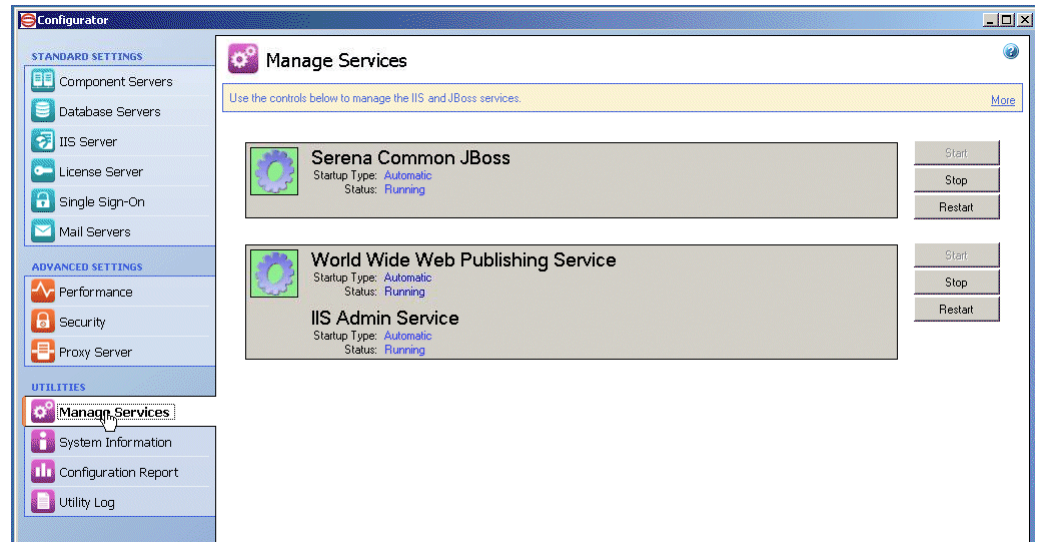 Configurator
STANDARD SETTINGS
Component Servers
Database Servers
IIS Server
License Server
Single Sign-On
Mail Servers
ADVANCED SETTINGS
Performance
Security
Proxy Server
UTILITIES
Manage Services
System Information
Configuration Report
Utility Log
Manage Services
Use the controls below to manage the IIS and JBoss services.
More
Serena Common JBoss
Startup Type: Automatic
Status: Running
Start
Stop
Restart
World Wide Web Publishing Service
Startup Type: Automatic
Status: Running
IIS Admin Service
Startup Type: Automatic
Status: Running
Start
Stop
Restart